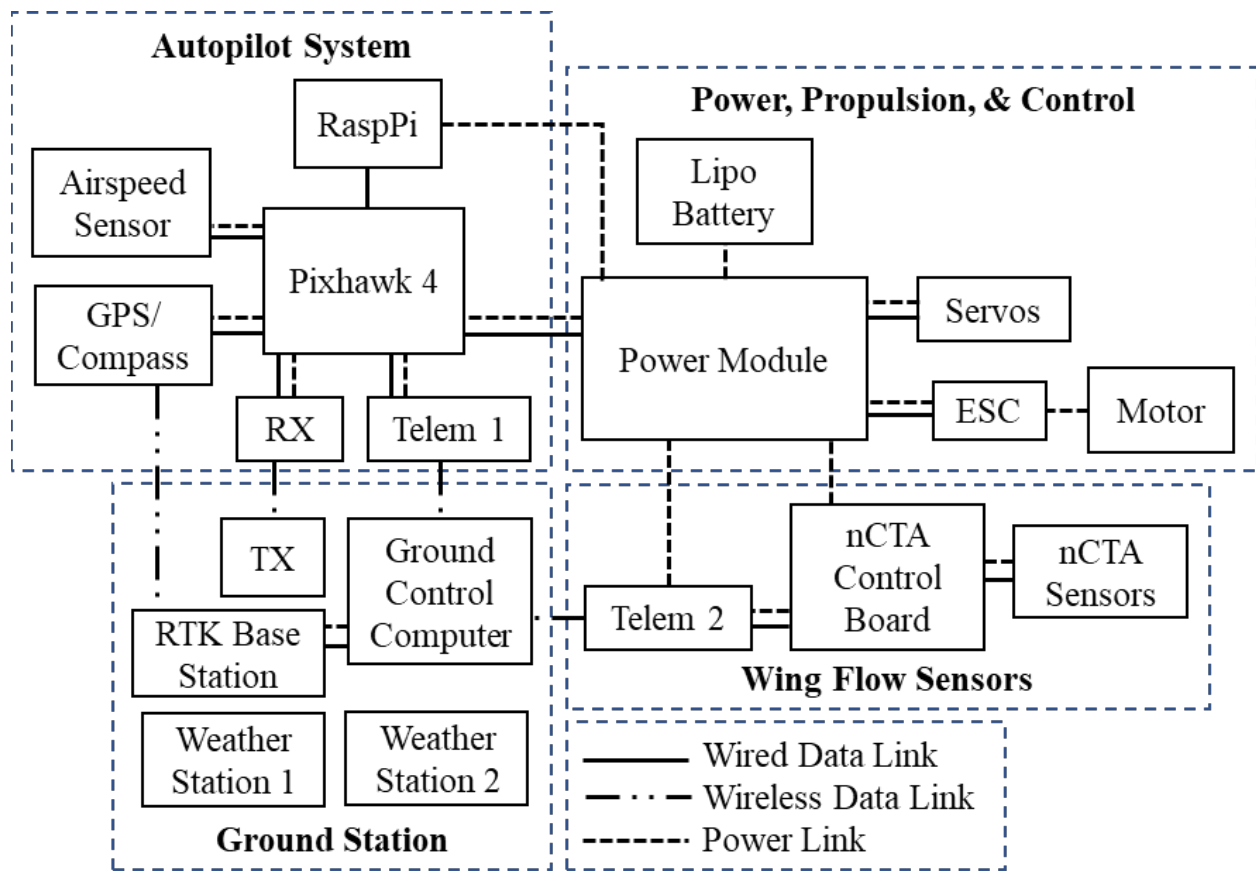 Autopilot System
RaspPi
Airspeed
Sensor
Pixhawk 4
GPS/
Compass
RX
Telem 1
Power, Propulsion, & Control
Lipo
Battery
Power Module
Servos
ESC
Motor
TX
Ground
Control
Computer
RTK Base
Station
Weather
Station 1
Weather
Station 2
Ground Station
nCTA
Control
Board
nCTA
Sensors
Telem 2
Wing Flow Sensors
Wired Data Link
Wireless Data Link
Power Link